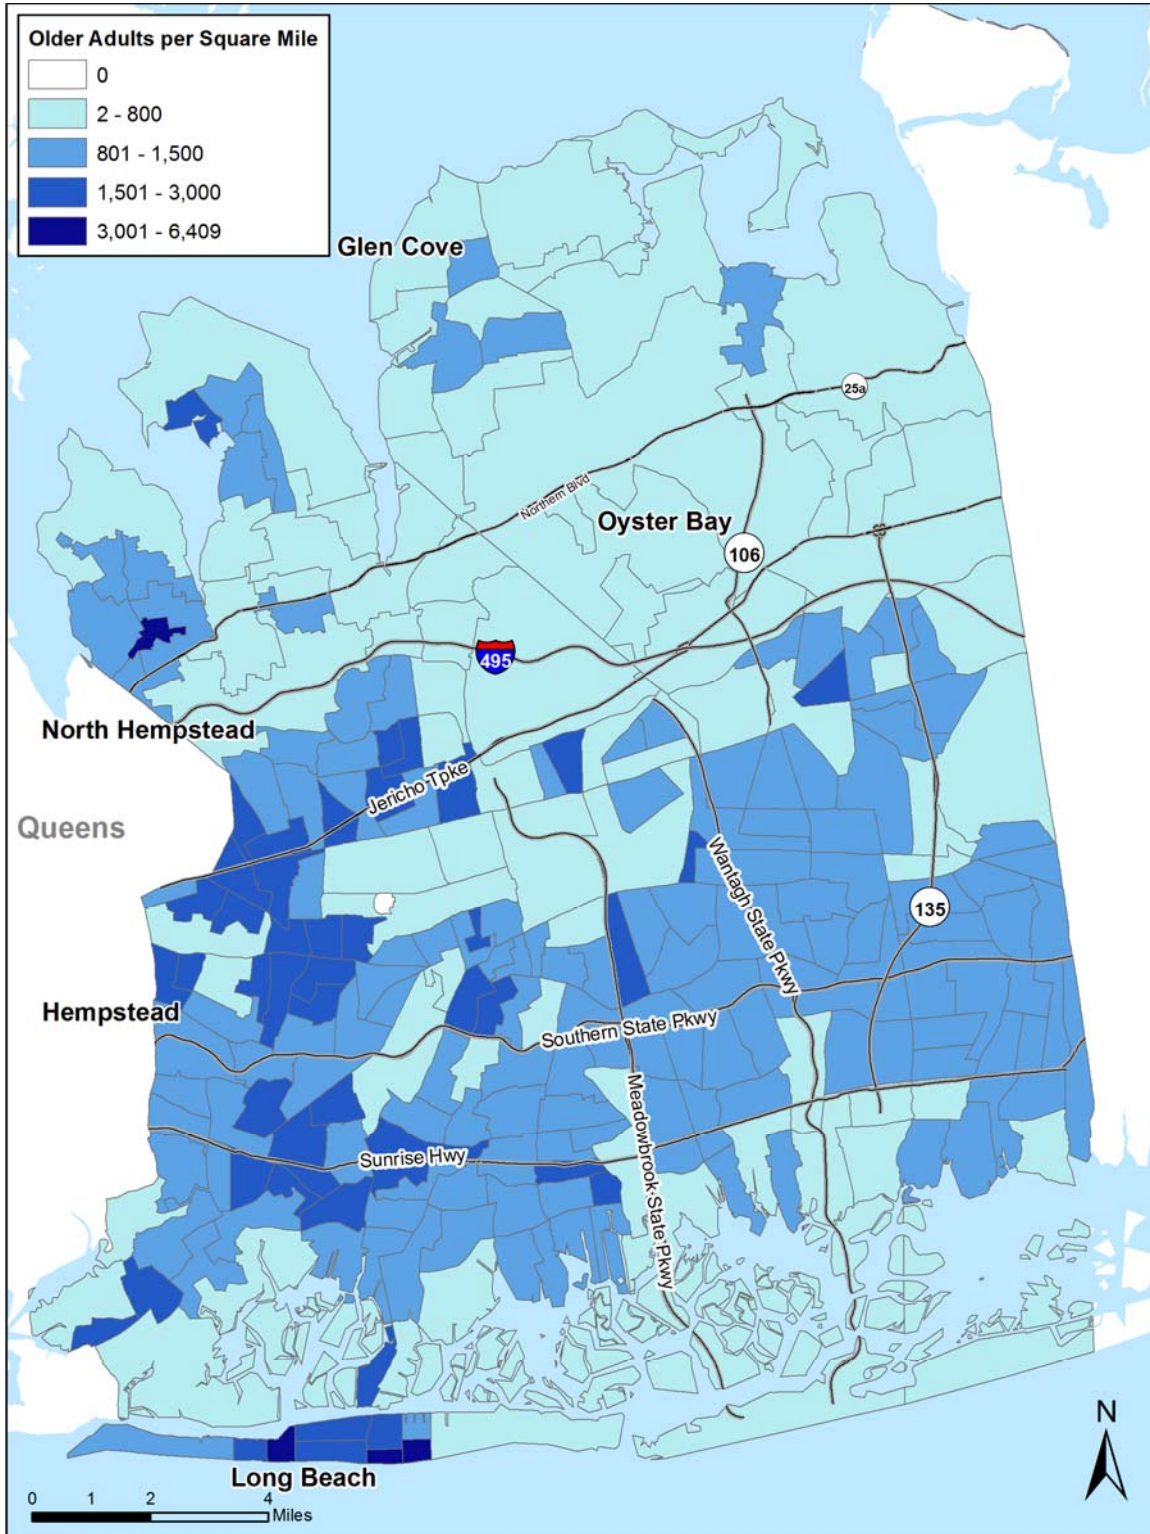 Older Adults per Square Mile
0
2 - 800
801 - 1,500
1,501 - 3,000
3,001 - 6,409
Glen Cove
25a
Northern Blvd
Oyster Bay
106
495
North Hempstead
Jericho Tpke
Queens
Wantagh State Pkwy
135
Hempstead
Southern State Pkwy
Meadowbrook State Pkwy
Sunrise Hwy
Long Beach
N
0 1 2 4
Miles